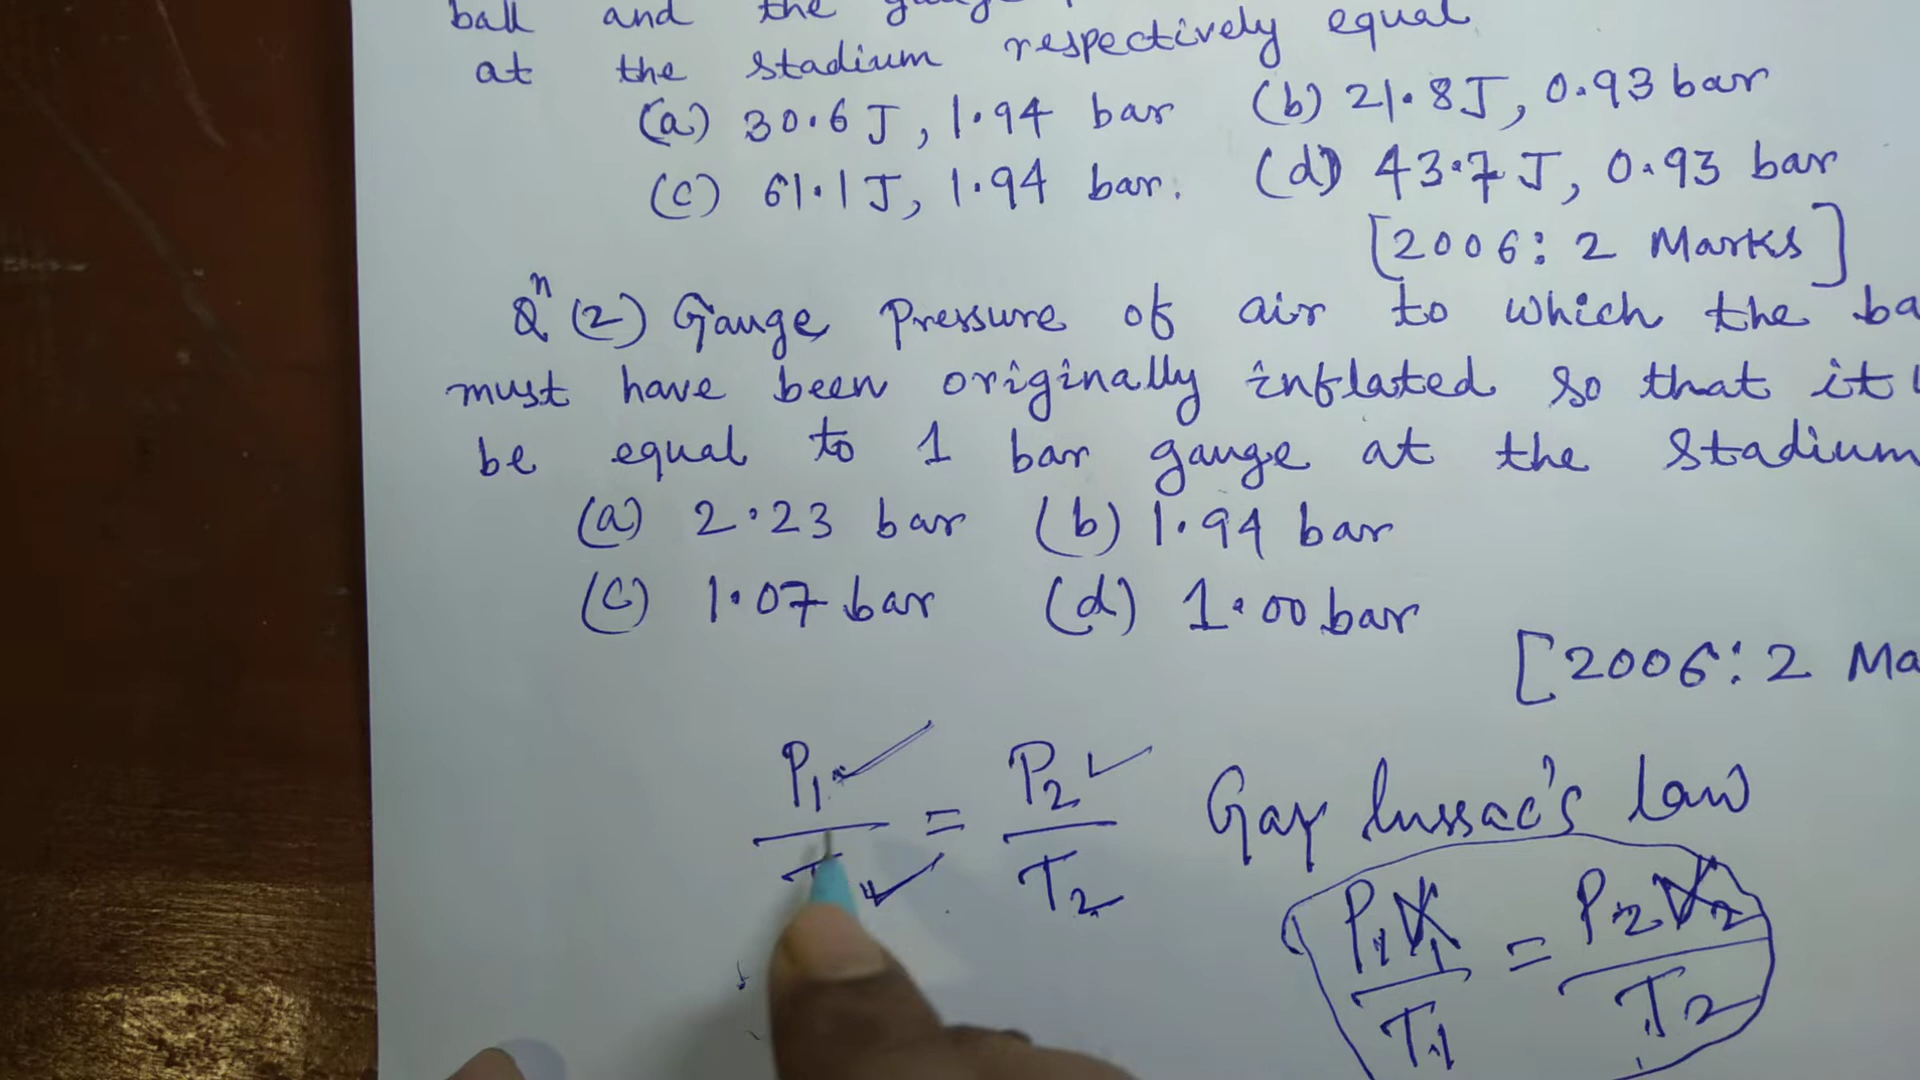 ball and the
at the stadium respectively equal
(a) 30.6 J, 1.94 bar (b) 21.8 J, 0.93 bar
(c) 61.1 J, 1.94 bar. (d) 43.7 J, 0.93 bar
[2006: 2 Marks]
Qn (2) Gauge Pressure of air to which the ba
must have been originally inflated so that it
be equal to 1 bar gauge at the stadium
(a) 2.23 bar (b) 1.94 bar
(c) 1.07 bar (d) 1.00 bar
[2006: 2 Ma
P1/T = P2/T2 Gay lussac's law
P1V1/T1 = P2V2/T2